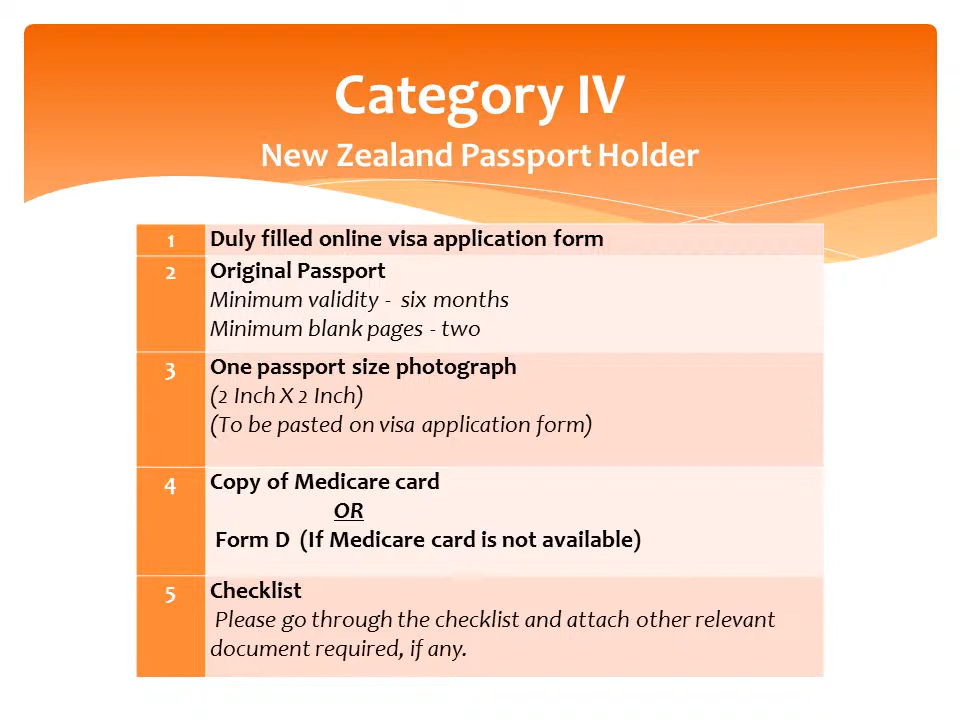 Category IV
New Zealand Passport Holder
1 Duly filled online visa application form
2 Original Passport
Minimum validity - six months
Minimum blank pages - two
3 One passport size photograph
(2 Inch X 2 Inch)
(To be pasted on visa application form)
4 Copy of Medicare card
OR
Form D (If Medicare card is not available)
5 Checklist
Please go through the checklist and attach other relevant
document required, if any.